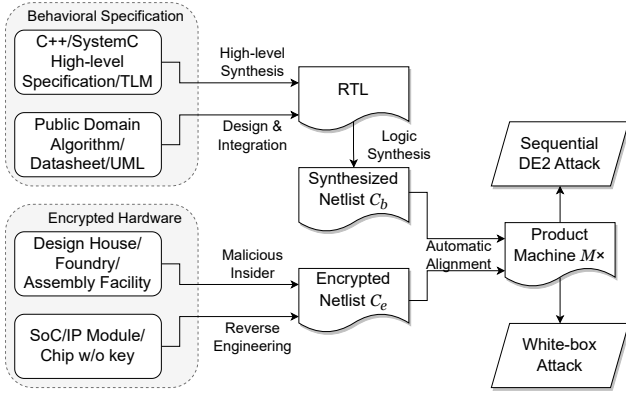 Behavioral Specification
C++/SystemC
High-level
Specification/TLM
Public Domain
Algorithm/
Datasheet/UML
High-level
Synthesis
Design &
Integration
RTL
Logic
Synthesis
Synthesized
Netlist C_b
Encrypted Hardware
Design House/
Foundry/
Assembly Facility
SoC/IP Module/
Chip w/o key
Malicious
Insider
Reverse
Engineering
Encrypted
Netlist C_e
Automatic
Alignment
Sequential
DE2 Attack
Product
Machine M×
White-box
Attack